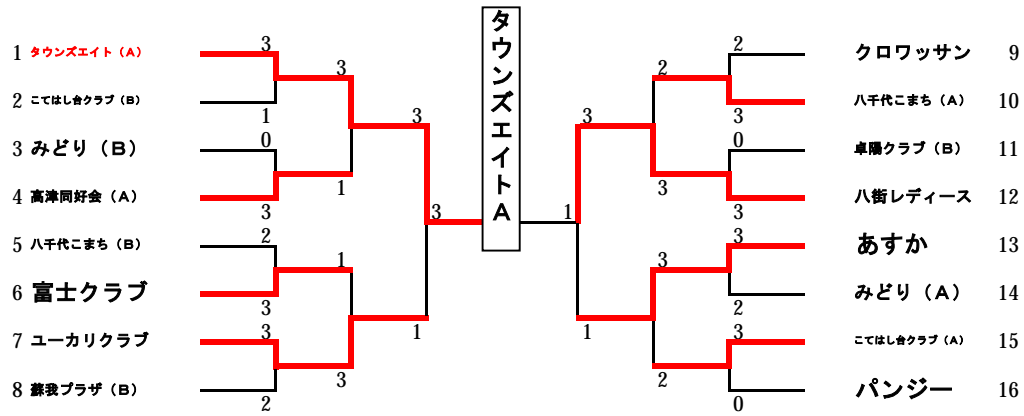 タウンズエイトA
1 タウンズエイト（A）
2 こてはし台クラブ（B）
3 みどり（B）
4 高津同好会（A）
5 八千代こまち（B）
6 富士クラブ
7 ユーカリクラブ
8 蘇我プラザ（B）
3
1
0
3
2
3
3
2
3
1
1
3
3
1
3
1
3
1
2
3
3
2
2
3
0
3
3
2
3
0
クロワッサン 9
八千代こまち（A） 10
卓陽クラブ（B） 11
八街レディース 12
あすか 13
みどり（A） 14
こてはし台クラブ（A） 15
パンジー 16